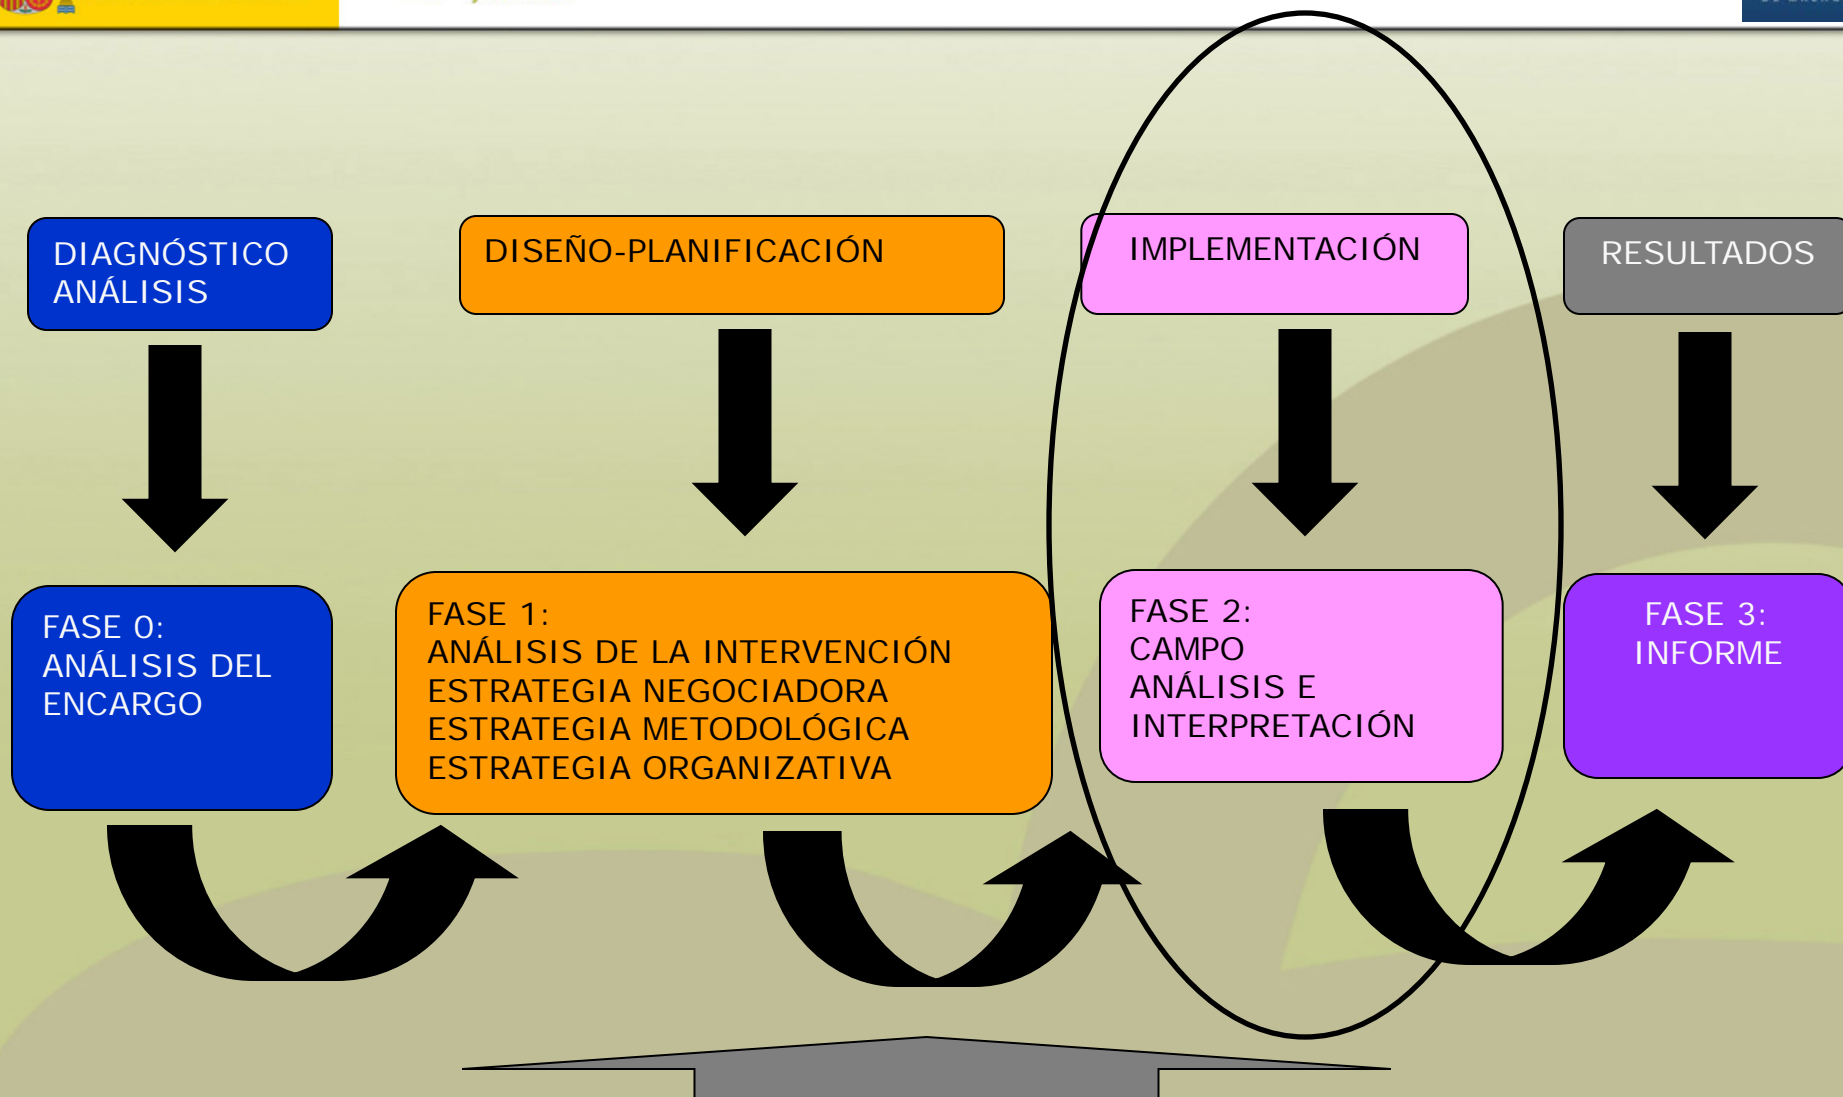 DIAGNÓSTICO
ANÁLISIS
DISEÑO-PLANIFICACIÓN
IMPLEMENTACIÓN
RESULTADOS
FASE 0:
ANÁLISIS DEL
ENCARGO
FASE 1:
ANÁLISIS DE LA INTERVENCIÓN
ESTRATEGIA NEGOCIADORA
ESTRATEGIA METODOLÓGICA
ESTRATEGIA ORGANIZATIVA
FASE 2:
CAMPO
ANÁLISIS E
INTERPRETACIÓN
FASE 3:
INFORME